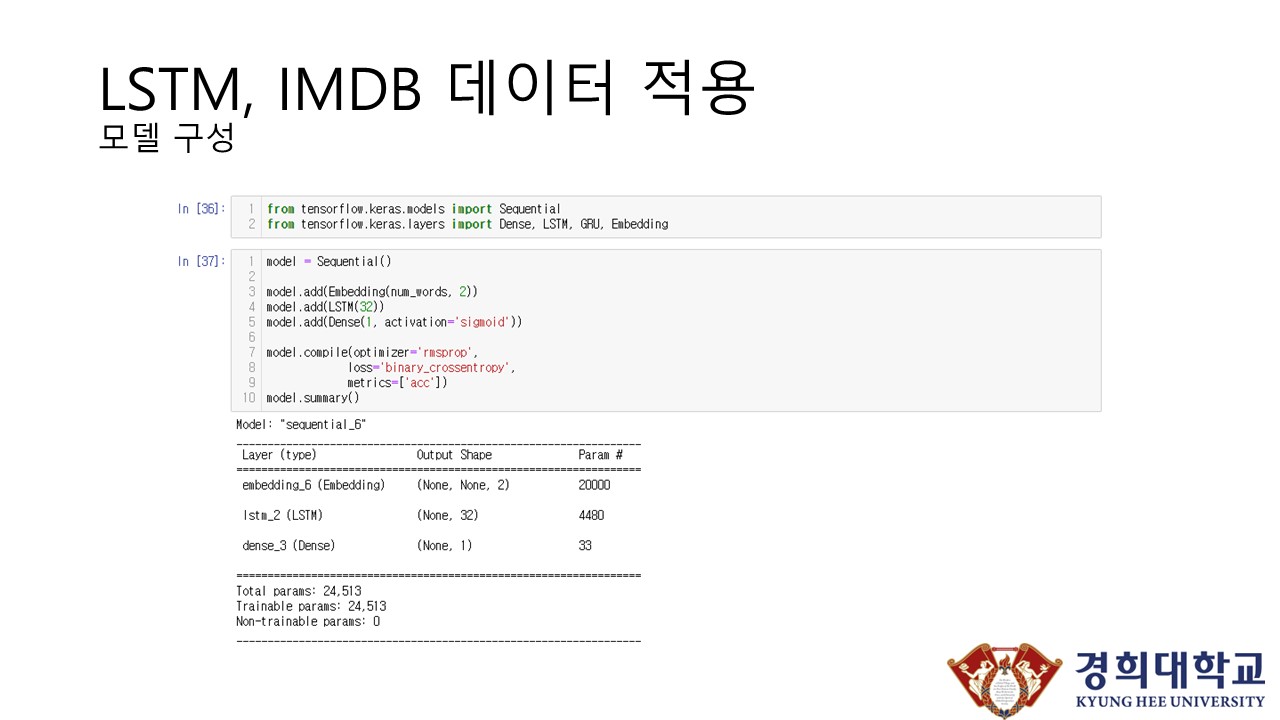 LSTM, IMDB 데이터 적용
모델 구성
In [36]:
1 from tensorflow.keras.models import Sequential
2 from tensorflow.keras.layers import Dense, LSTM, GRU, Embedding
In [37]:
1 model = Sequential()
2
3 model.add(Embedding(num_words, 2))
4 model.add(LSTM(32))
5 model.add(Dense(1, activation='sigmoid'))
6
7 model.compile(optimizer='rmsprop',
8 loss='binary_crossentropy',
9 metrics=['acc'])
10 model.summary()
Model: "sequential_6"
Layer (type) Output Shape Param #
embedding_6 (Embedding) (None, None, 2) 20000
lstm_2 (LSTM) (None, 32) 4480
dense_3 (Dense) (None, 1) 33
Total params: 24,513
Trainable params: 24,513
Non-trainable params: 0
경희대학교
KYUNG HEE UNIVERSITY